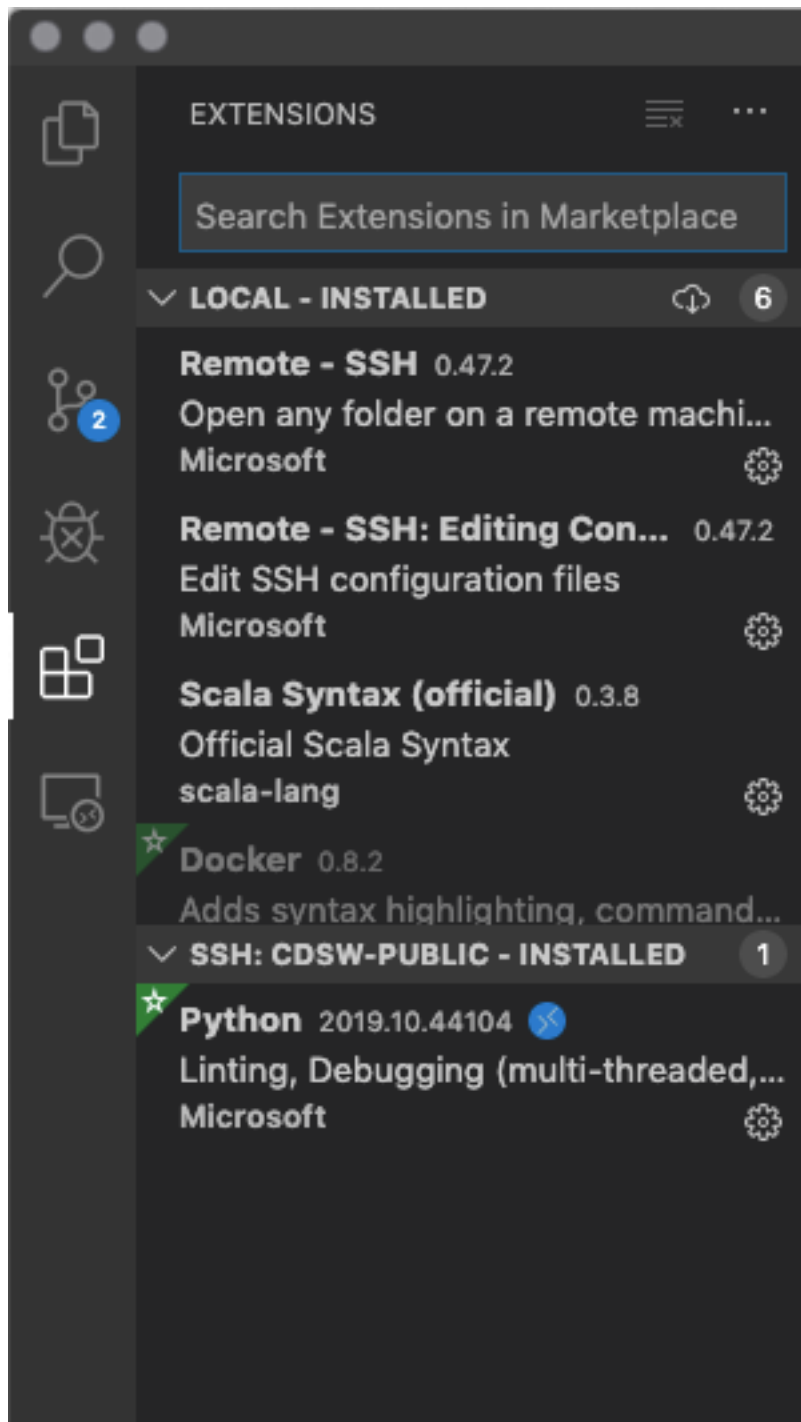 EXTENSIONS
Search Extensions in Marketplace
LOCAL - INSTALLED 6
Remote - SSH 0.47.2
Open any folder on a remote machi...
Microsoft
2
Remote - SSH: Editing Con... 0.47.2
Edit SSH configuration files
Microsoft
Scala Syntax (official) 0.3.8
Official Scala Syntax
scala-lang
Docker 0.8.2
Adds syntax highlighting, command...
SSH: CDSW-PUBLIC - INSTALLED 1
Python 2019.10.44104
Linting, Debugging (multi-threaded,...
Microsoft